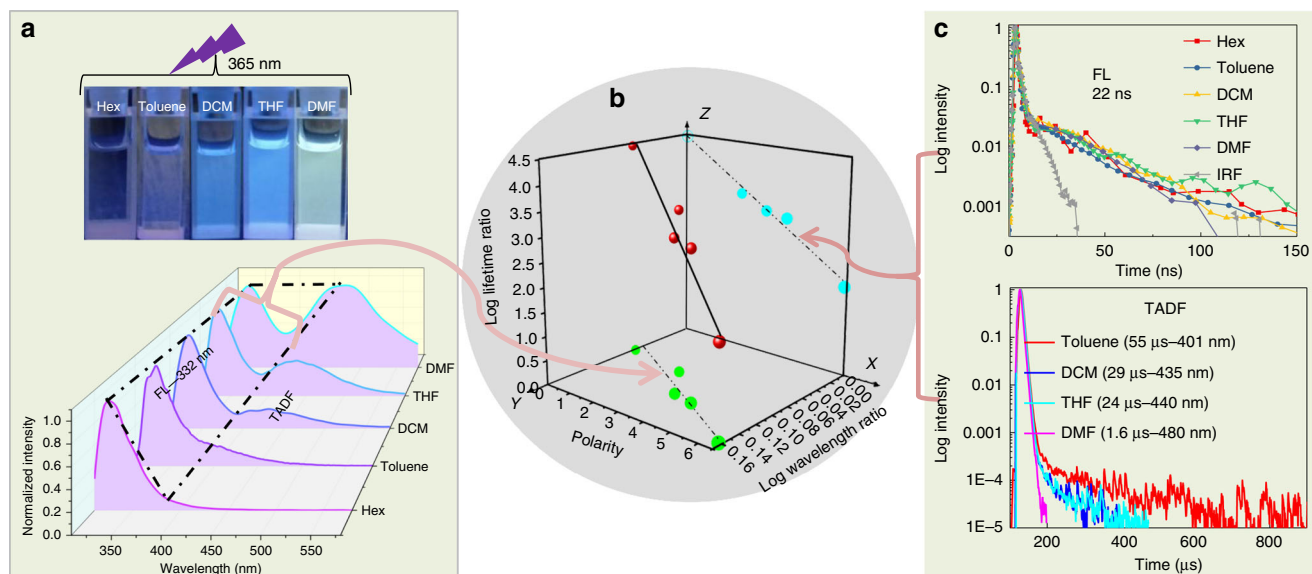 a
365 nm
Hex Toluene DCM THF DMF
FL—332 nm
TADF
DMF
THF
DCM
Toluene
Hex
Normalized intensity
1.0
0.8
0.6
0.4
0.2
0.0
350 400 450 500 550
Wavelength (nm)
b
Z
Log lifetime ratio
4.5
4.0
3.5
3.0
2.5
2.0
1.5
1.0
0.5
0.0
Y
0 1 2 3 4 5 6
Polarity
X
0.00
0.02
0.04
0.06
0.08
0.10
0.12
0.14
0.16
Log wavelength ratio
c
Log intensity
1
0.1
0.01
0.001
FL
22 ns
Hex
Toluene
DCM
THF
DMF
IRF
0 50 100 150
Time (ns)
Log intensity
1
0.1
0.01
0.001
1E–4
1E–5
TADF
Toluene (55 μs–401 nm)
DCM (29 μs–435 nm)
THF (24 μs–440 nm)
DMF (1.6 μs–480 nm)
200 400 600 800
Time (μs)